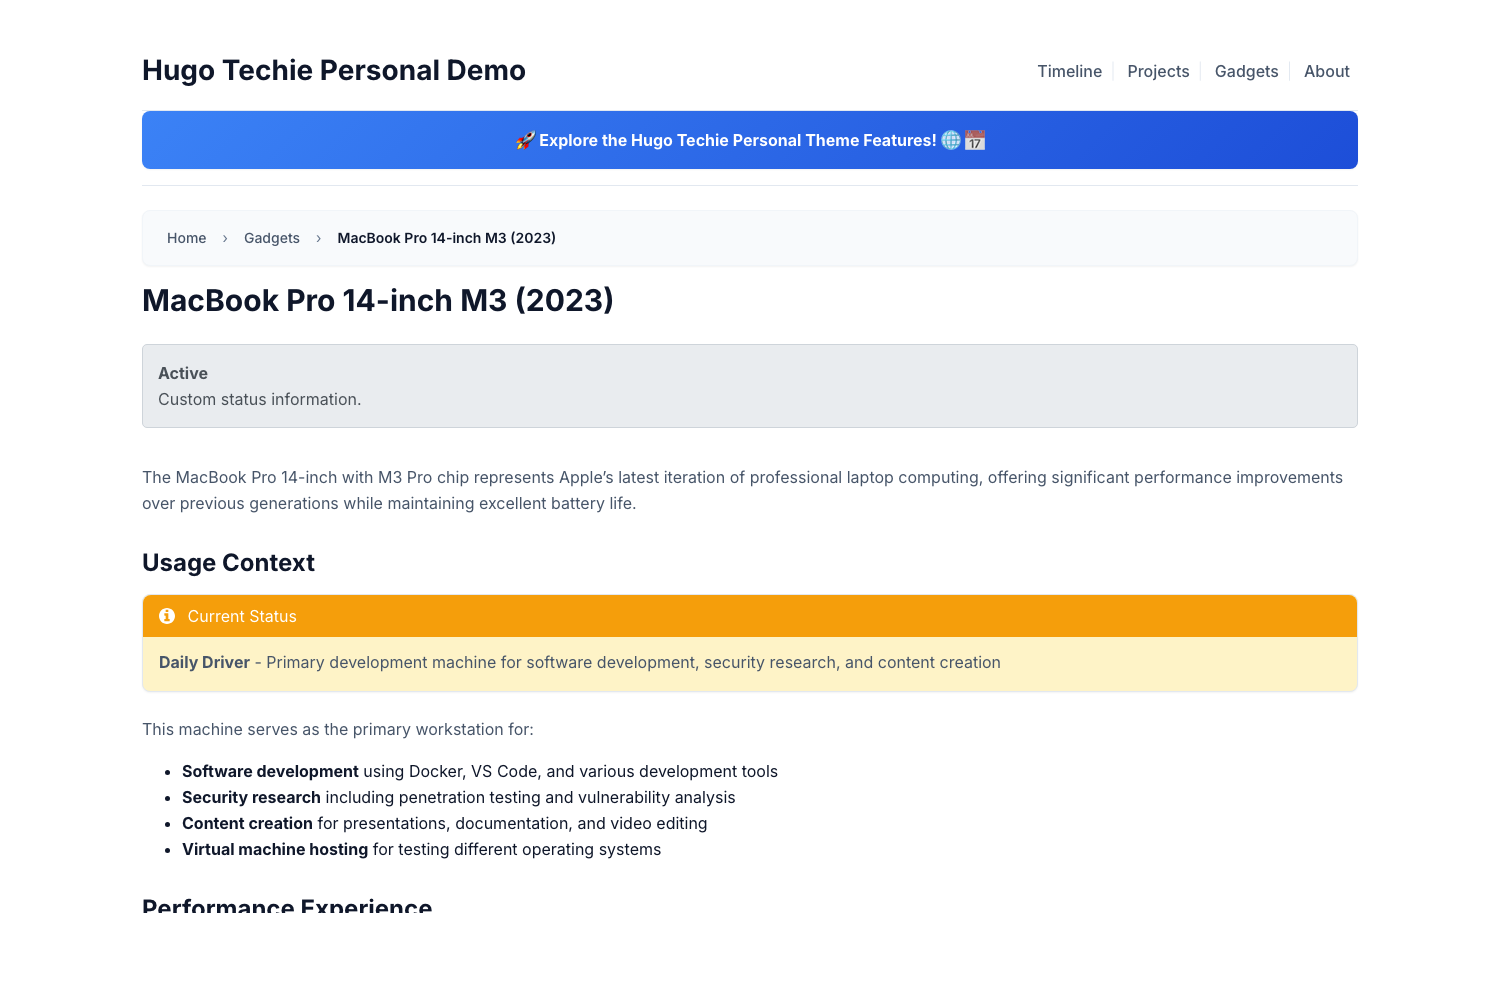 Hugo Techie Personal Demo
Timeline
Projects
Gadgets
About
🚀 Explore the Hugo Techie Personal Theme Features! 🌐 📅
Home › Gadgets › MacBook Pro 14-inch M3 (2023)
MacBook Pro 14-inch M3 (2023)
Active
Custom status information.
The MacBook Pro 14-inch with M3 Pro chip represents Apple’s latest iteration of professional laptop computing, offering significant performance improvements
over previous generations while maintaining excellent battery life.
Usage Context
Current Status
Daily Driver - Primary development machine for software development, security research, and content creation
This machine serves as the primary workstation for:
• Software development using Docker, VS Code, and various development tools
• Security research including penetration testing and vulnerability analysis
• Content creation for presentations, documentation, and video editing
• Virtual machine hosting for testing different operating systems
Performance Experience